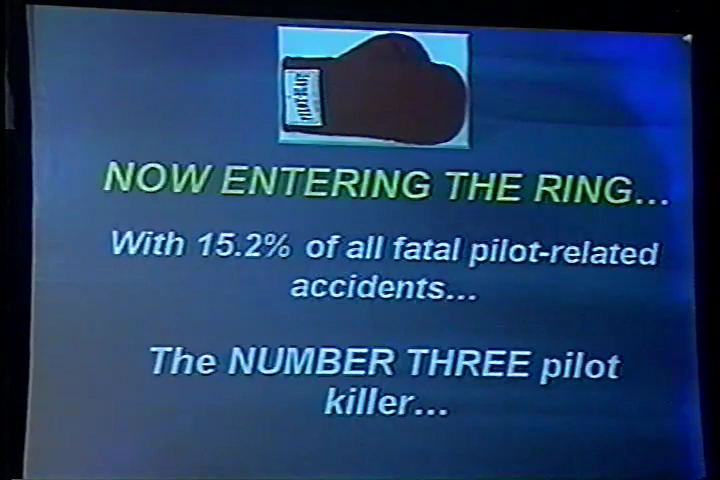 NOW ENTERING THE RING...
With 15.2% of all fatal pilot-related
accidents...
The NUMBER THREE pilot
killer...